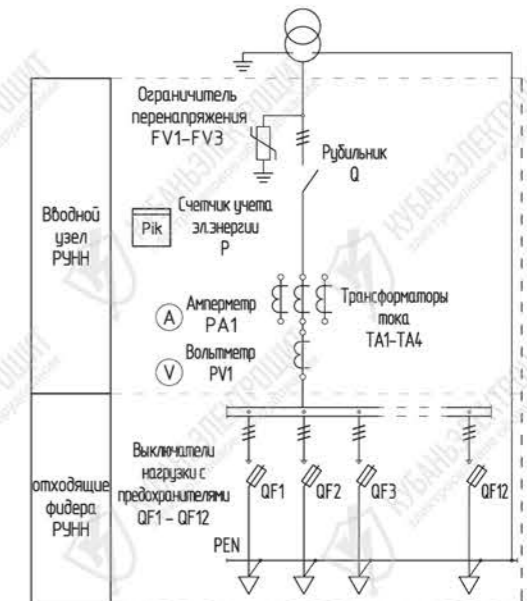 Ограничитель
перенапряжения
FV1-FV3
Рубильник
Q
Вводной
узел
РУНН
Счетчик учета
эл.энергии
P
Pik
A
Амперметр
PA1
Трансформаторы
тока
TA1-TA4
V
Вольтметр
PV1
отходящие
фидера
РУНН
Выключатели
нагрузки с
предохранителями
QF1 - QF12
QF1
QF2
QF3
QF12
PEN
КУБАНЬЭЛЕКТРОЩИТ